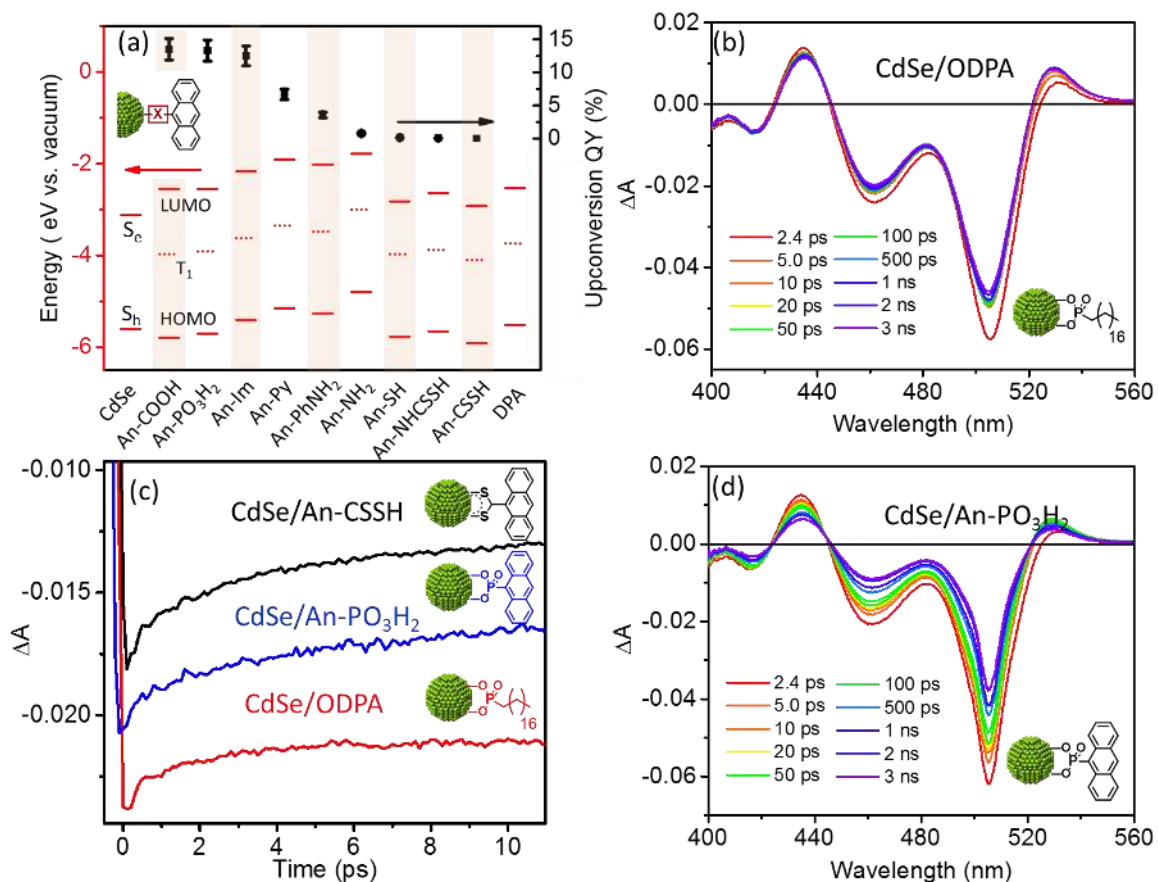 (a)
Energy ( eV vs. vacuum)
0
-2
-4
-6
15
10
5
0
Upconversion QY (%)
X
LUMO
Se
T1
Sh
HOMO
CdSe
An-COOH
An-PO3H2
An-Im
An-Py
An-PhNH2
An-NH2
An-SH
An-NHCSSH
An-CSSH
DPA
(b)
CdSe/ODPA
0.02
0.00
-0.02
-0.04
-0.06
ΔA
2.4 ps
5.0 ps
10 ps
20 ps
50 ps
100 ps
500 ps
1 ns
2 ns
3 ns
O
O
P
O
16
400 440 480 520 560
Wavelength (nm)
(c)
-0.010
-0.015
-0.020
ΔA
CdSe/An-CSSH
S
S
CdSe/An-PO3H2
O
O
P
O
CdSe/ODPA
O
O
P
O
16
0 2 4 6 8 10
Time (ps)
(d)
CdSe/An-PO3H2
0.02
0.00
-0.02
-0.04
-0.06
ΔA
2.4 ps
5.0 ps
10 ps
20 ps
50 ps
100 ps
500 ps
1 ns
2 ns
3 ns
O
O
P
O
400 440 480 520 560
Wavelength (nm)